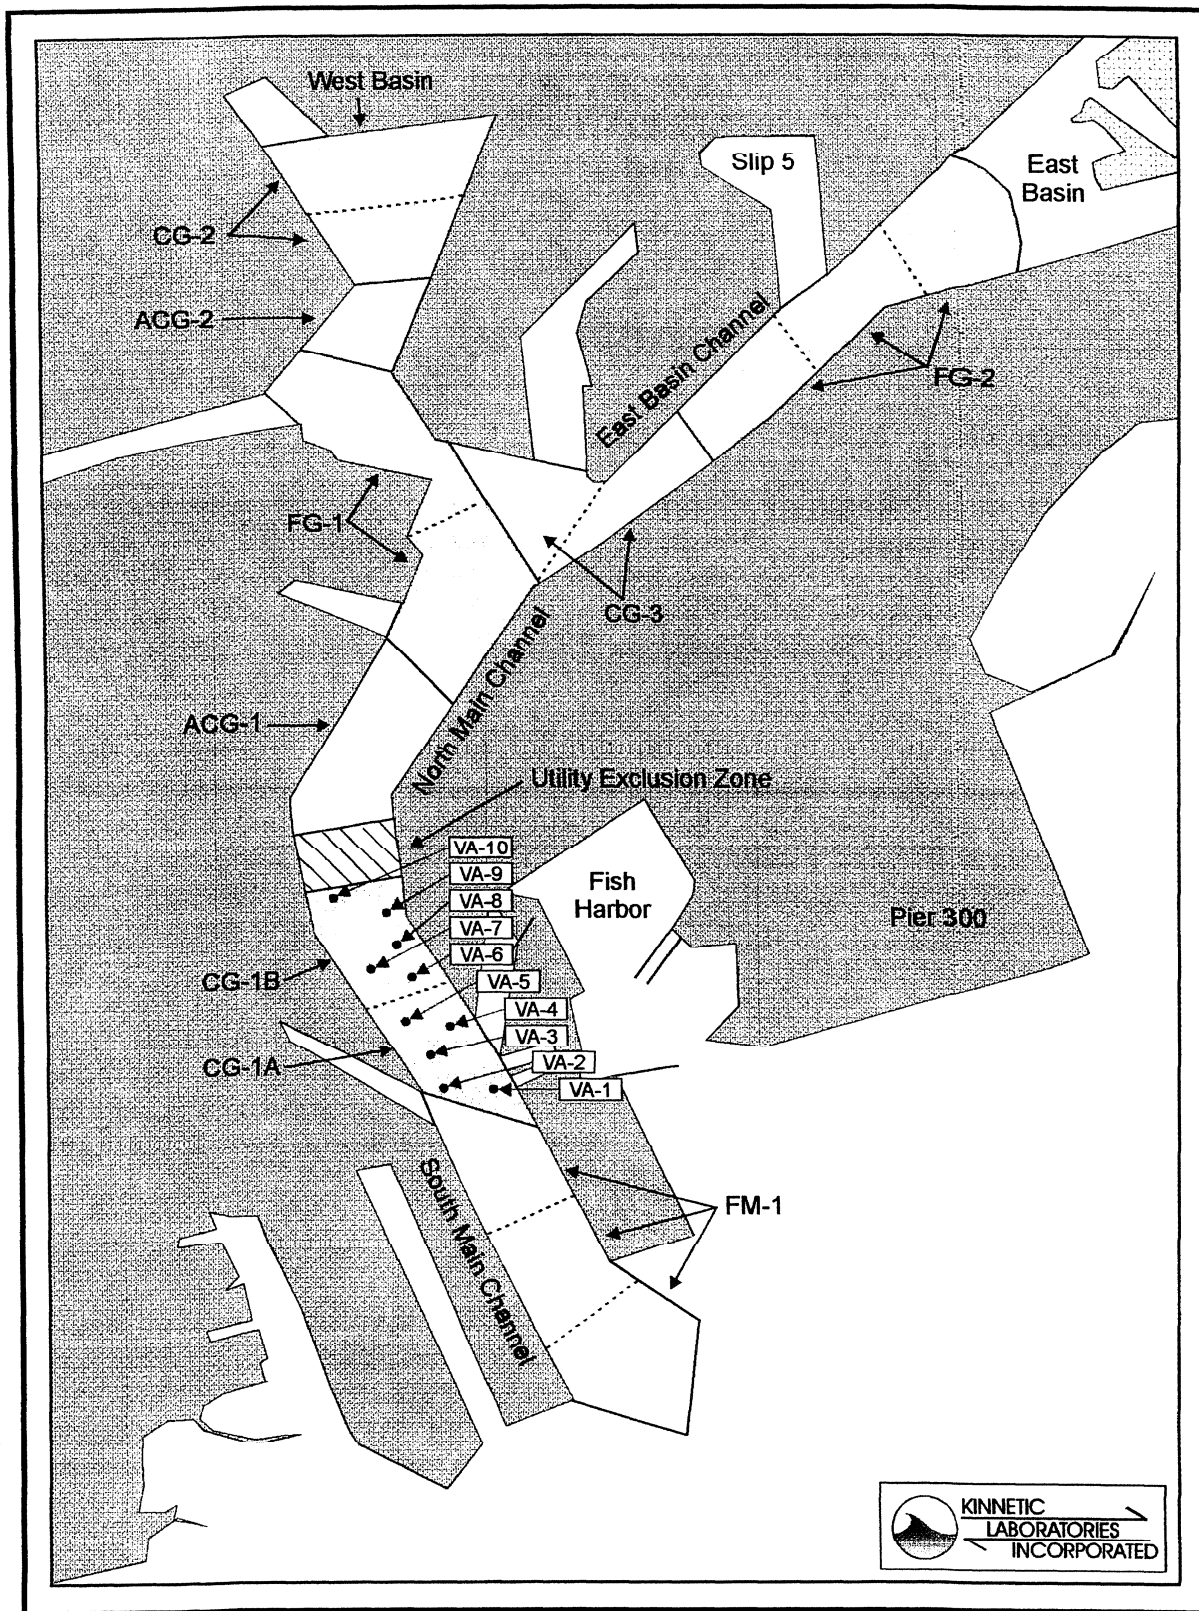 West Basin
Slip 5
East
Basin
CG-2
ACG-2
East Basin Channel
FG-2
FG-1
CG-3
ACG-1
North Main Channel
Utility Exclusion Zone
VA-10
VA-9
VA-8
VA-7
VA-6
VA-5
VA-4
VA-3
VA-2
VA-1
Fish
Harbor
Pier 300
CG-1B
CG-1A
FM-1
South Main Channel
KINNETIC
LABORATORIES
INCORPORATED